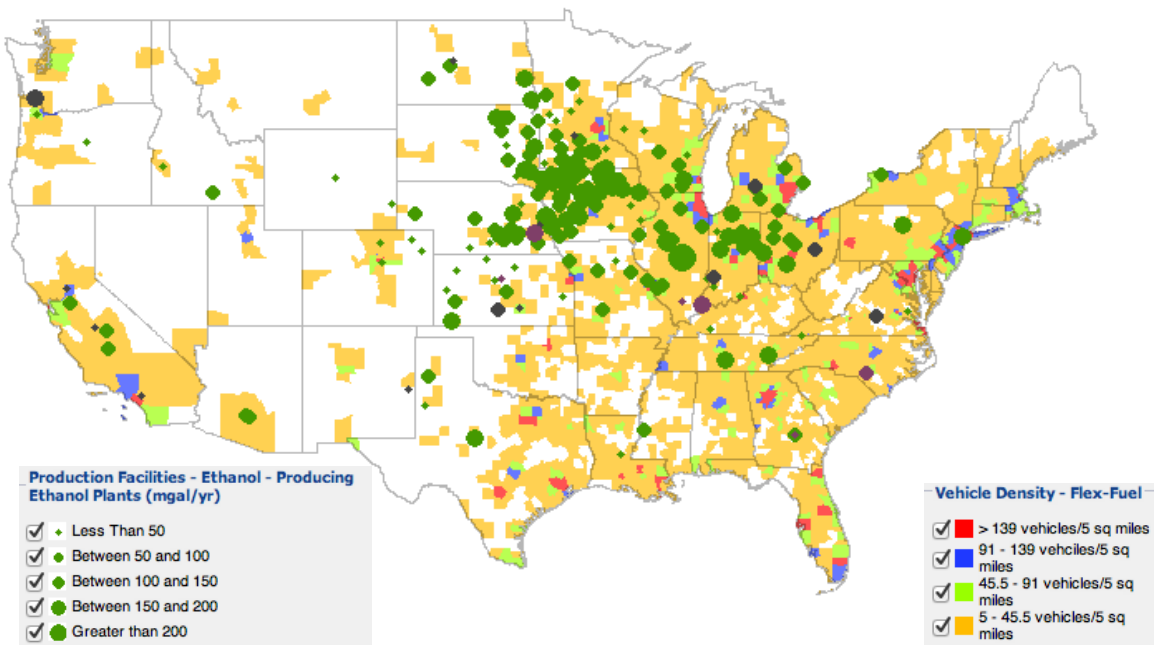 Production Facilities - Ethanol - Producing
Ethanol Plants (mgal/yr)
Less Than 50
Between 50 and 100
Between 100 and 150
Between 150 and 200
Greater than 200
Vehicle Density - Flex-Fuel
> 139 vehicles/5 sq miles
91 - 139 vehciles/5 sq
miles
45.5 - 91 vehicles/5 sq
miles
5 - 45.5 vehicles/5 sq
miles